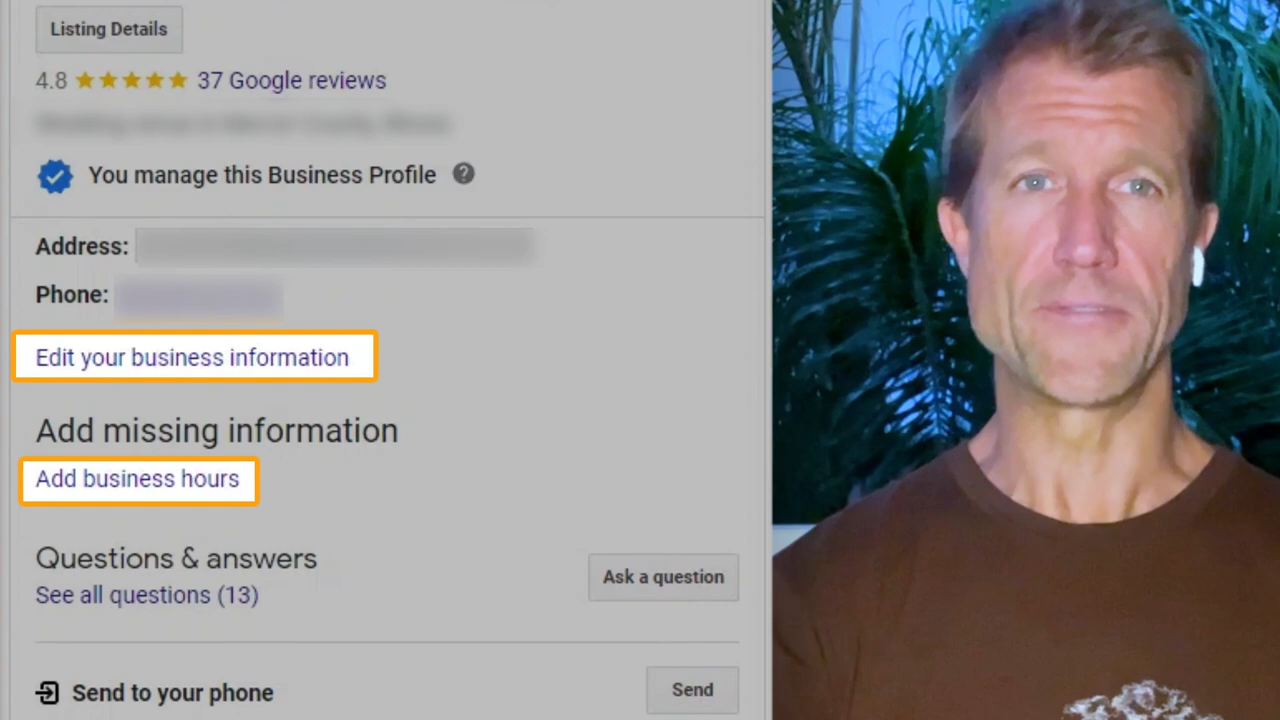 Listing Details
4.8 37 Google reviews
You manage this Business Profile
Address:
Phone:
Edit your business information
Add missing information
Add business hours
Questions & answers
Ask a question
See all questions (13)
Send to your phone
Send